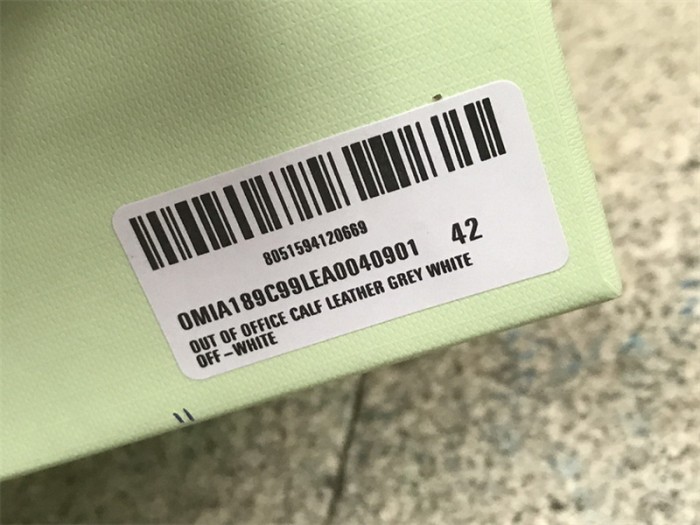 8051594120669
OMIA189C99LEA0040901 42
OUT OF OFFICE CALF LEATHER GREY WHITE
OFF-WHITE